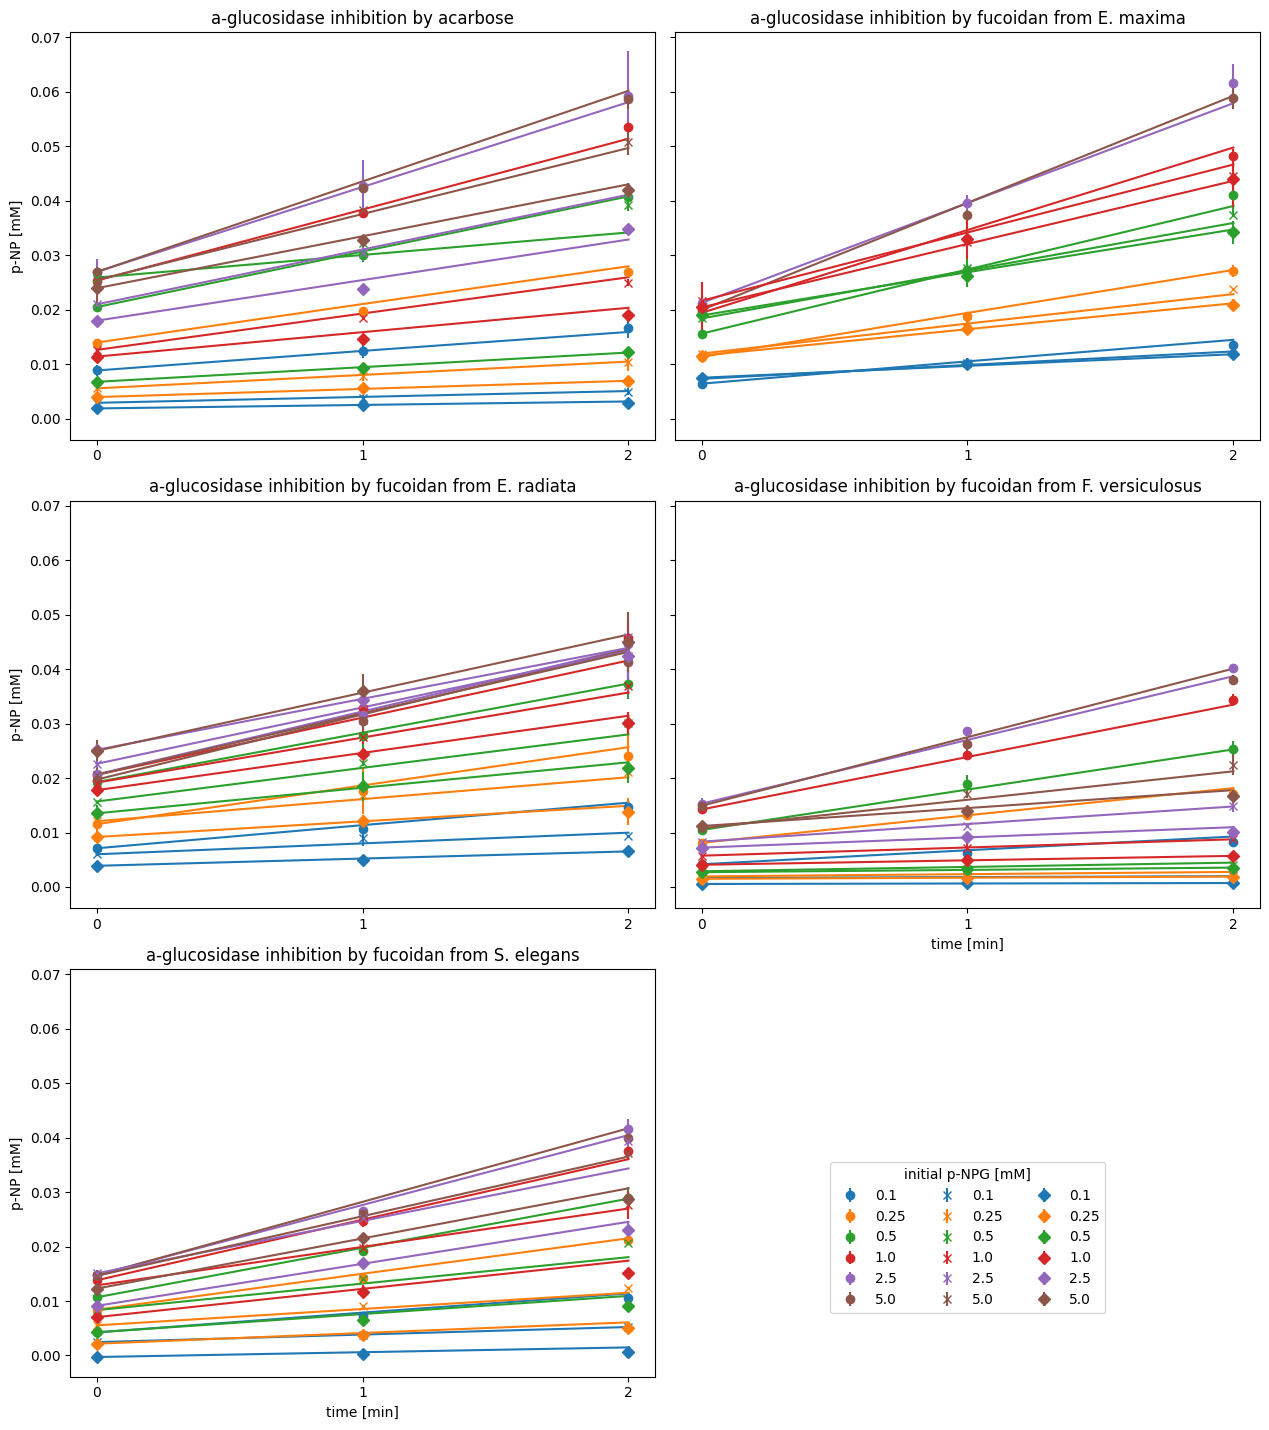 a-glucosidase inhibition by acarbose
a-glucosidase inhibition by fucoidan from E. maxima
0.07
0.06
0.05
0.04
0.03
0.02
0.01
0.00
p-NP [mM]
0 1 2
0 1 2
a-glucosidase inhibition by fucoidan from E. radiata
a-glucosidase inhibition by fucoidan from F. versiculosus
0.07
0.06
0.05
0.04
0.03
0.02
0.01
0.00
p-NP [mM]
0 1 2
0 1 2
time [min]
a-glucosidase inhibition by fucoidan from S. elegans
0.07
0.06
0.05
0.04
0.03
0.02
0.01
0.00
p-NP [mM]
0 1 2
time [min]
initial p-NPG [mM]
0.1 0.1 0.1
0.25 0.25 0.25
0.5 0.5 0.5
1.0 1.0 1.0
2.5 2.5 2.5
5.0 5.0 5.0